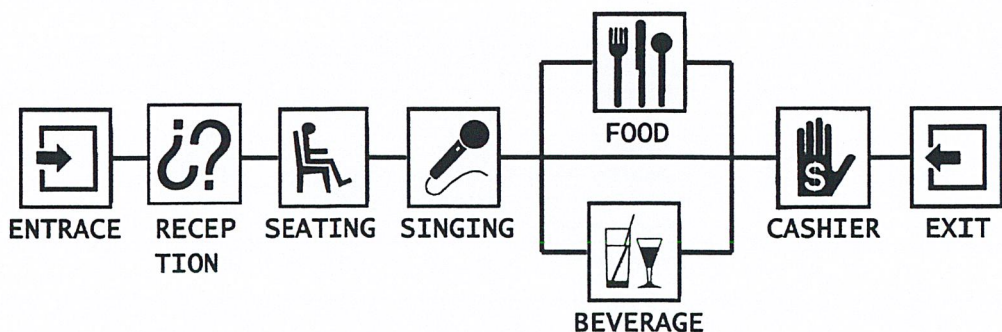 FOOD
ENTRACE
RECEP
TION
SEATING
SINGING
$
CASHIER
EXIT
BEVERAGE
¿?